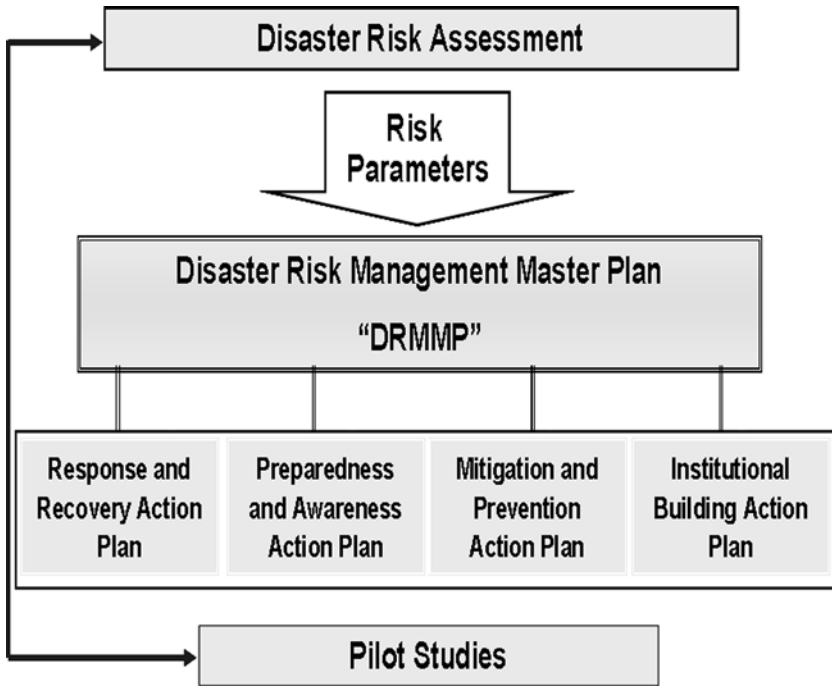 Disaster Risk Assessment
Risk
Parameters
Disaster Risk Management Master Plan
“DRMMP”
Response and
Recovery Action
Plan
Preparedness
and Awareness
Action Plan
Mitigation and
Prevention
Action Plan
Institutional
Building Action
Plan
Pilot Studies